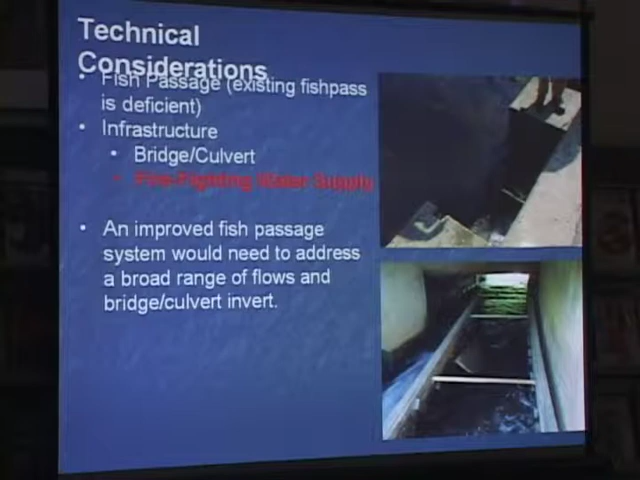 Technical
Considerations
• Fish Passage (existing fishpass
is deficient)
• Infrastructure
• Bridge/Culvert
• Fire-Fighting Water Supply
• An improved fish passage
system would need to address
a broad range of flows and
bridge/culvert invert.